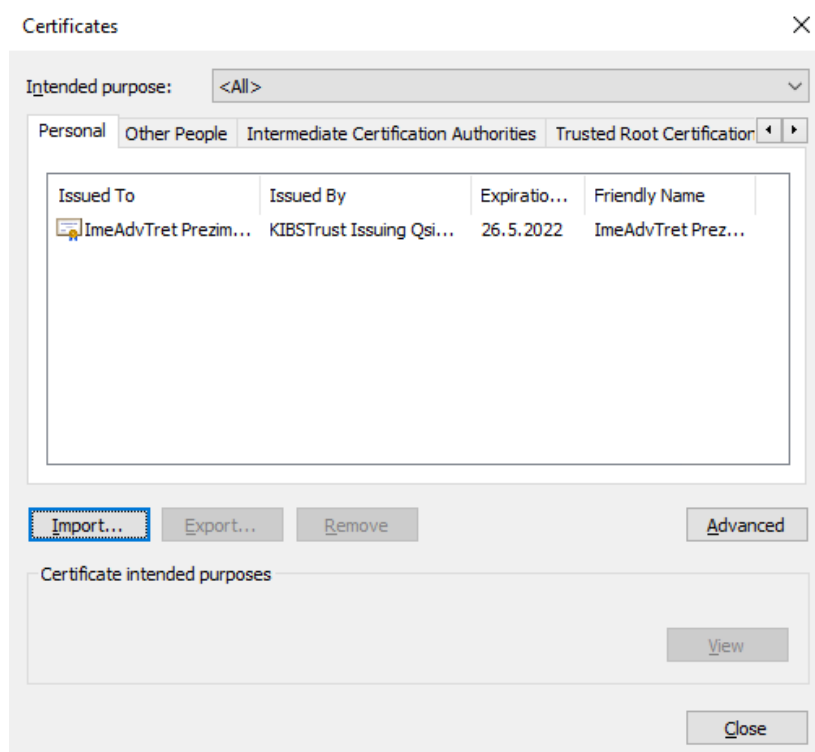 Certificates
Intended purpose: <All>
Personal Other People Intermediate Certification Authorities Trusted Root Certification
Issued To Issued By Expiratio... Friendly Name
ImeAdvTret Prezim... KIBSTrust Issuing Qsi... 26.5.2022 ImeAdvTret Prez...
Import... Export... Remove Advanced
Certificate intended purposes
View
Close